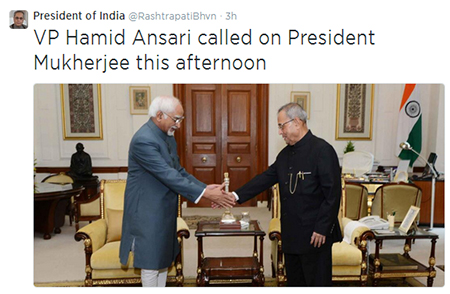 President of India @RashtrapatiBhvn · 3h
VP Hamid Ansari called on President
Mukherjee this afternoon